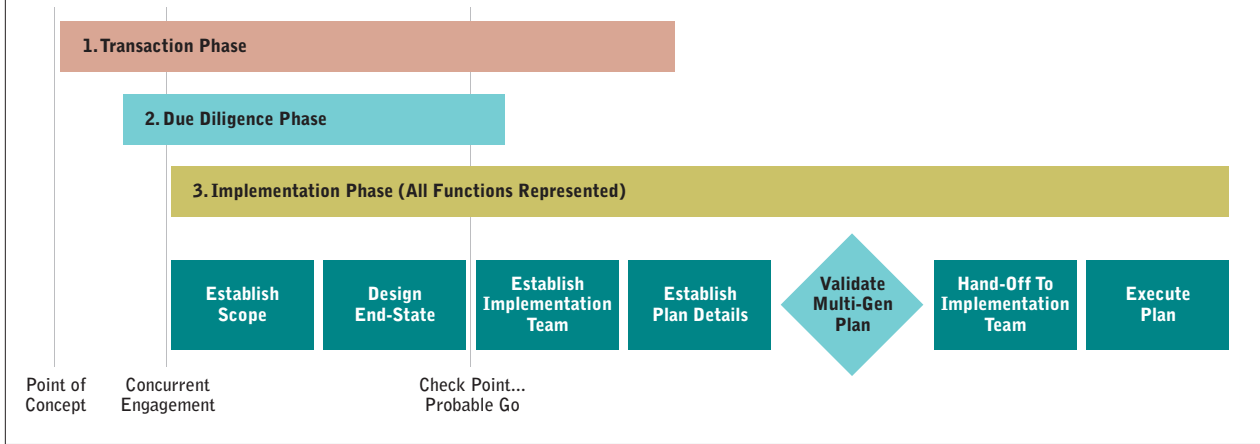 1. Transaction Phase
2. Due Diligence Phase
3. Implementation Phase (All Functions Represented)
Establish
Scope
Design
End-State
Establish
Implementation
Team
Establish
Plan Details
Validate
Multi-Gen
Plan
Hand-Off To
Implementation
Team
Execute
Plan
Point of
Concept
Concurrent
Engagement
Check Point...
Probable Go